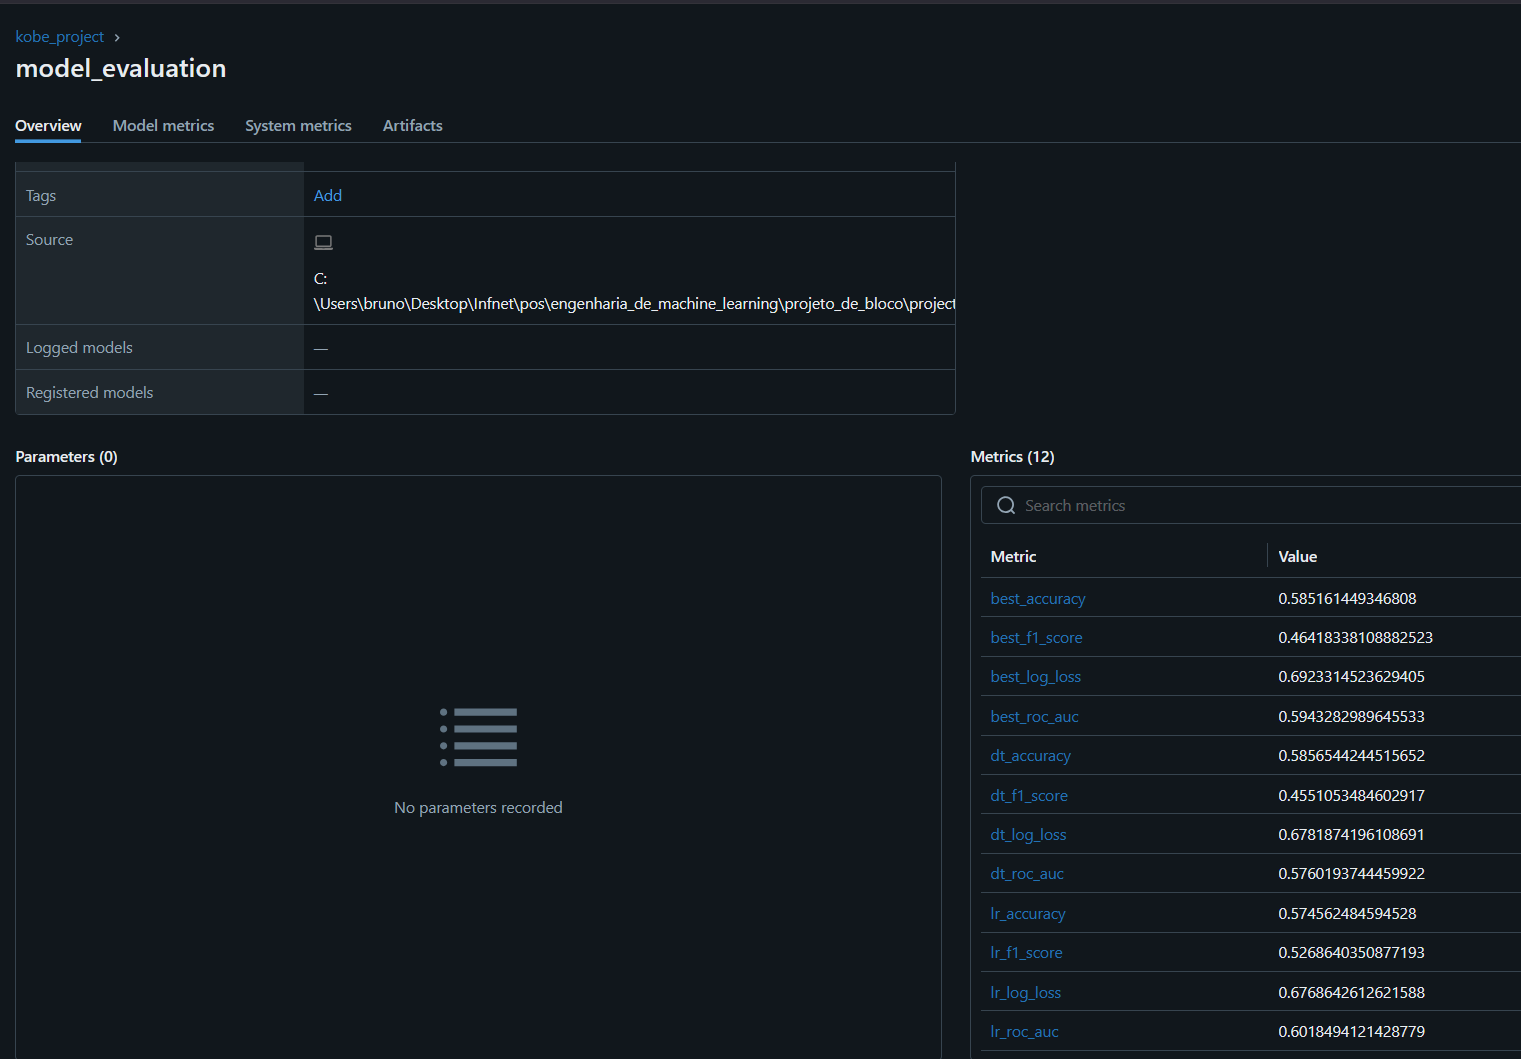 kobe_project ›
model_evaluation
Overview Model metrics System metrics Artifacts
Tags Add
Source
C:
\Users\bruno\Desktop\Infnet\pos\engenharia_de_machine_learning\projeto_de_bloco\project
Logged models —
Registered models —
Parameters (0)
No parameters recorded
Metrics (12)
Search metrics
Metric Value
best_accuracy 0.585161449346808
best_f1_score 0.46418338108882523
best_log_loss 0.6923314523629405
best_roc_auc 0.5943282989645533
dt_accuracy 0.5856544244515652
dt_f1_score 0.4551053484602917
dt_log_loss 0.6781874196108691
dt_roc_auc 0.5760193744459922
lr_accuracy 0.574562484594528
lr_f1_score 0.5268640350877193
lr_log_loss 0.6768642612621588
lr_roc_auc 0.6018494121428779